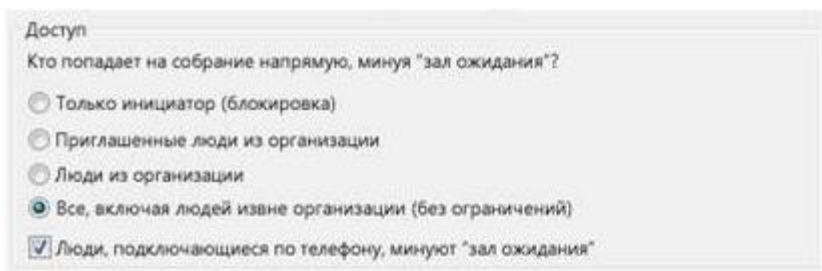 Доступ
Кто попадает на собрание напрямую, минуя "зал ожидания"?
Только инициатор (блокировка)
Приглашенные люди из организации
Люди из организации
Все, включая людей извне организации (без ограничений)
Люди, подключающиеся по телефону, минуют "зал ожидания"